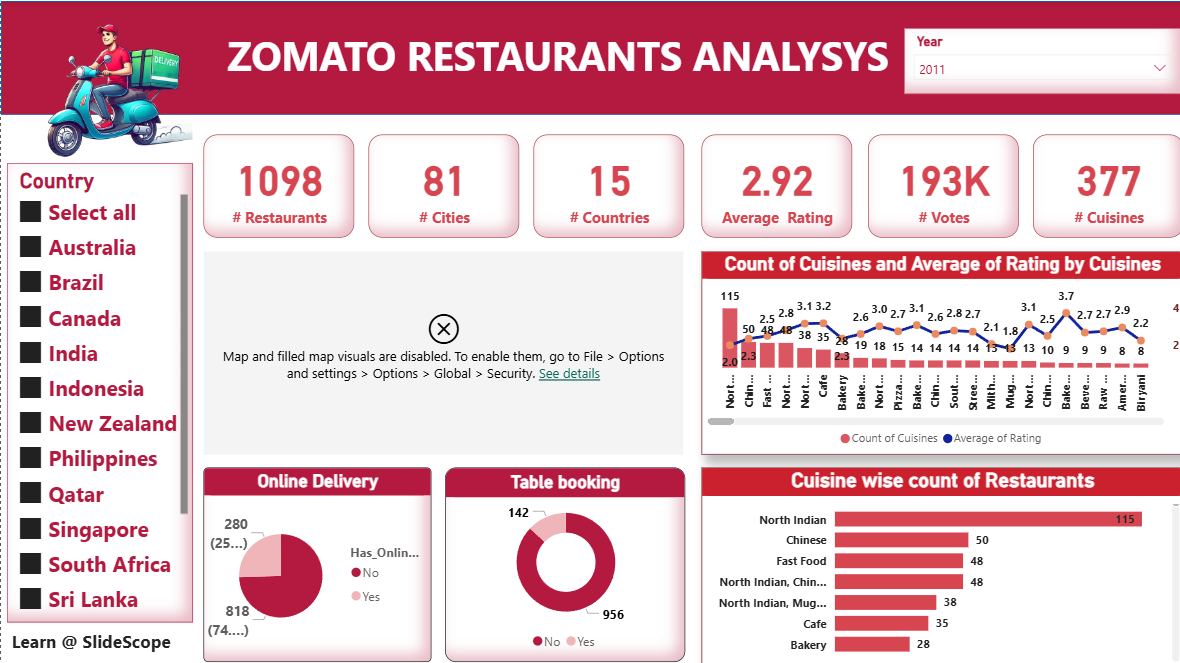 ZOMATO RESTAURANTS ANALYSYS
Year
2011
DELIVERY
1098
# Restaurants
81
# Cities
15
# Countries
2.92
Average Rating
193K
# Votes
377
# Cuisines
Country
Select all
Australia
Brazil
Canada
India
Indonesia
New Zealand
Philippines
Qatar
Singapore
South Africa
Sri Lanka
Learn @ SlideScope
Map and filled map visuals are disabled. To enable them, go to File > Options
and settings > Options > Global > Security. See details
Count of Cuisines and Average of Rating by Cuisines
115
50
48
48
38
35
28
19
18
15
14
14
14
14
13
13
13
10
9
9
9
8
8
2.0
2.3
2.5
2.8
3.1
3.2
2.3
2.6
3.0
2.7
3.1
2.6
2.8
2.7
2.1
1.8
3.1
2.5
3.7
2.7
2.7
2.9
2.2
4
2
Nort...
Chin...
Fast ...
Nort...
Nort...
Cafe
Bakery
Bake...
Nort...
Pizza...
Bake...
Chin...
Sout...
Stree...
Mith...
Mug...
Nort...
Chin...
Bake...
Beve...
Raw ...
Amer...
Biryani
Count of Cuisines
Average of Rating
Online Delivery
280
(25...)
818
(74....)
Has_Onlin...
No
Yes
Table booking
142
956
No
Yes
Cuisine wise count of Restaurants
North Indian 115
Chinese 50
Fast Food 48
North Indian, Chin... 48
North Indian, Mug... 38
Cafe 35
Bakery 28